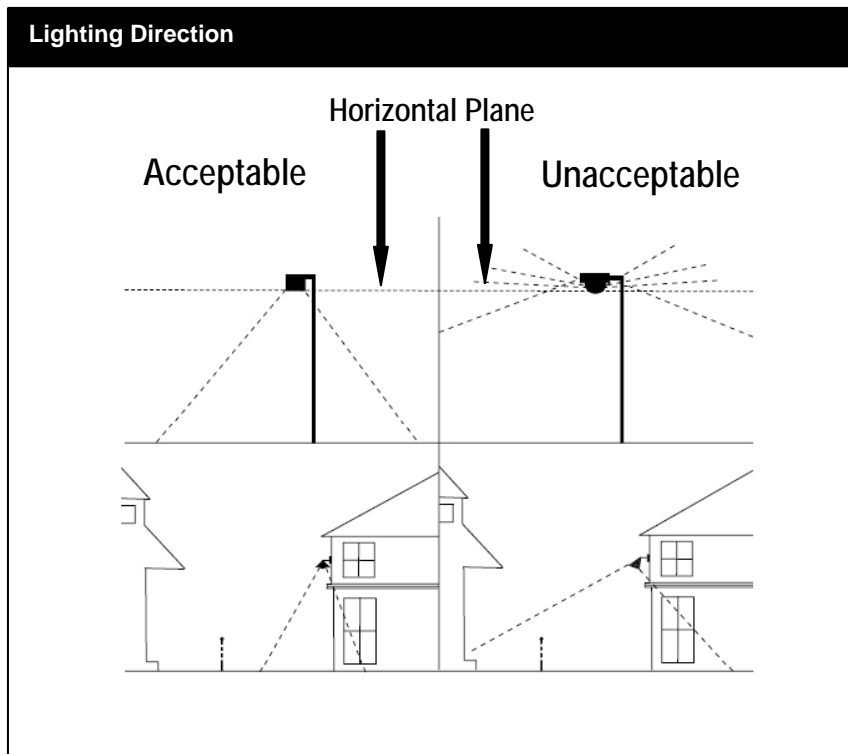 Lighting Direction
Horizontal Plane
Acceptable
Unacceptable